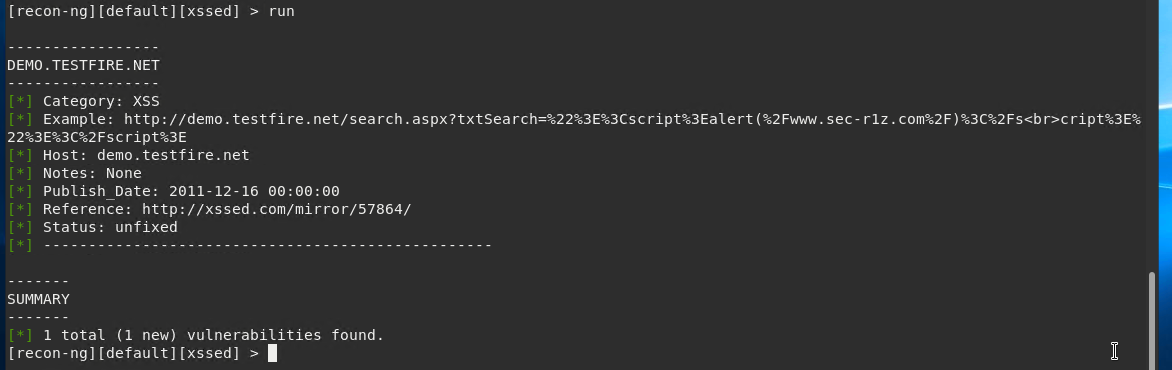 [recon-ng][default][xssed] > run
-----------------
DEMO.TESTFIRE.NET
-----------------
[*] Category: XSS
[*] Example: http://demo.testfire.net/search.aspx?txtSearch=%22%3E%3Cscript%3Ealert(%2Fwww.sec-r1z.com%2F)%3C%2Fs<br>cript%3E%
22%3E%3C%2Fscript%3E
[*] Host: demo.testfire.net
[*] Notes: None
[*] Publish_Date: 2011-12-16 00:00:00
[*] Reference: http://xssed.com/mirror/57864/
[*] Status: unfixed
[*] --------------------------------------------------
-------
SUMMARY
-------
[*] 1 total (1 new) vulnerabilities found.
[recon-ng][default][xssed] >